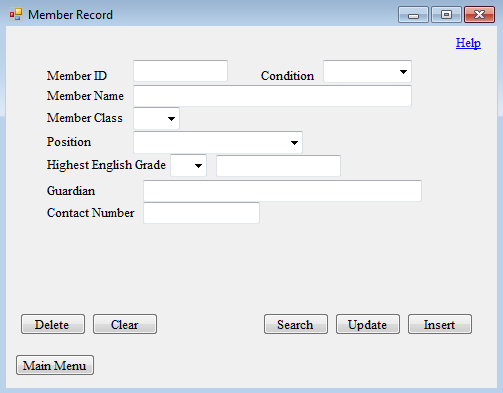 Member Record
Help
Member ID Condition
Member Name
Member Class
Position
Highest English Grade
Guardian
Contact Number
Delete Clear Search Update Insert
Main Menu